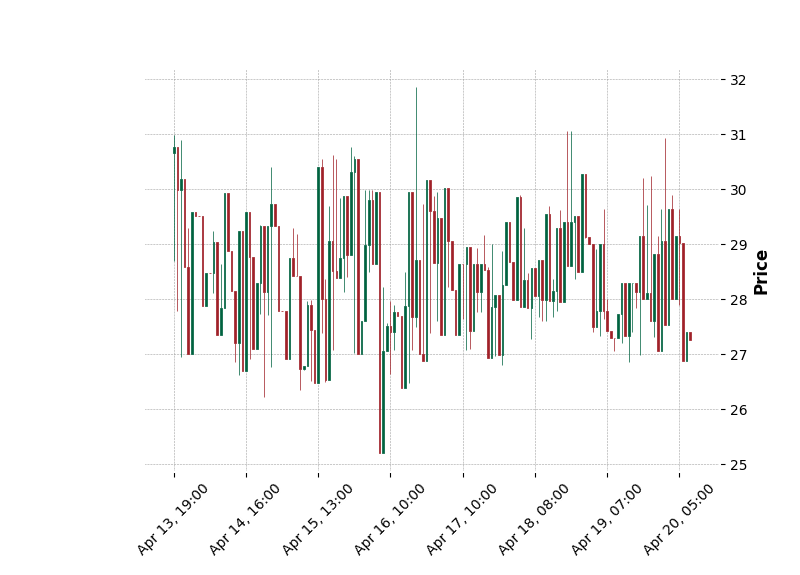 32
31
30
29
28
27
26
25
Price
Apr 13, 19:00
Apr 14, 16:00
Apr 15, 13:00
Apr 16, 10:00
Apr 17, 10:00
Apr 18, 08:00
Apr 19, 07:00
Apr 20, 05:00